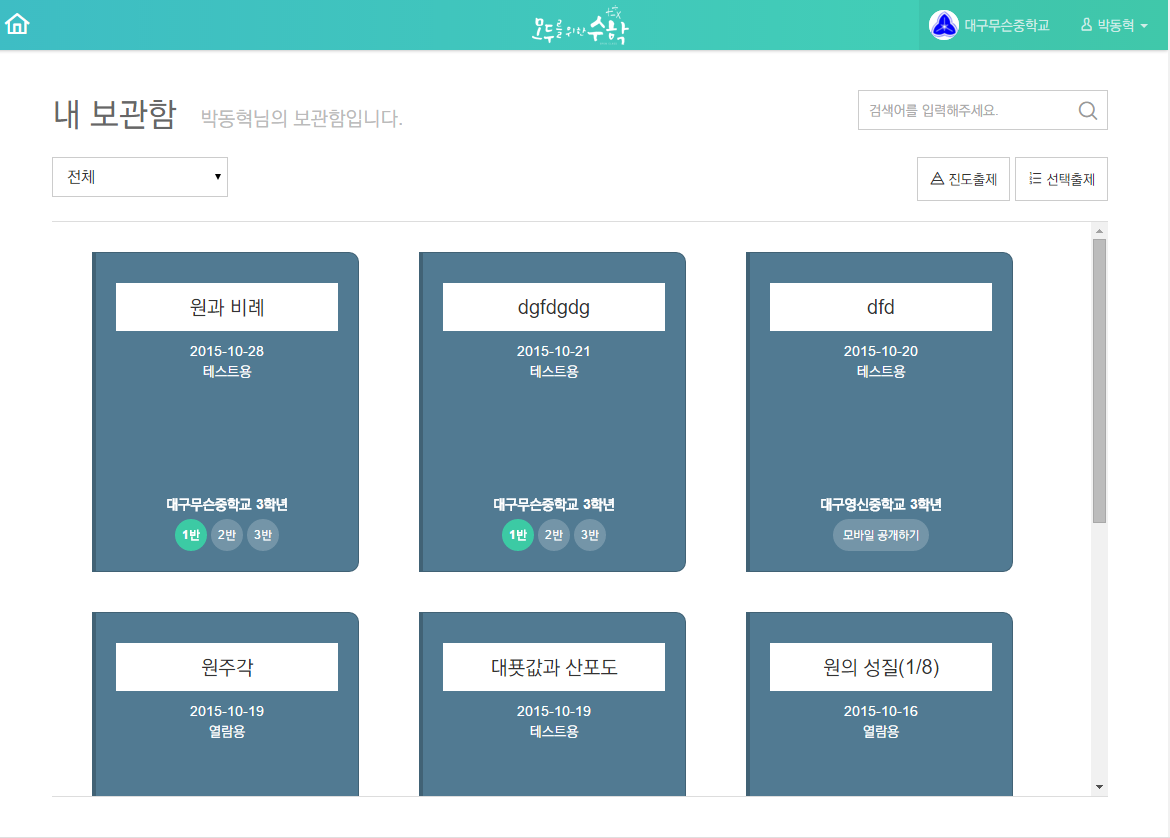 모두를 위한 수학
대구무슨중학교 박동혁
내 보관함 박동혁님의 보관함입니다.
검색어를 입력해주세요.
전체
진도출제 선택출제
원과 비례
2015-10-28
테스트용
대구무슨중학교 3학년
1반 2반 3반
dgfdgdg
2015-10-21
테스트용
대구무슨중학교 3학년
1반 2반 3반
dfd
2015-10-20
테스트용
대구영신중학교 3학년
모바일 공개하기
원주각
2015-10-19
열람용
대푯값과 산포도
2015-10-19
테스트용
원의 성질(1/8)
2015-10-16
열람용